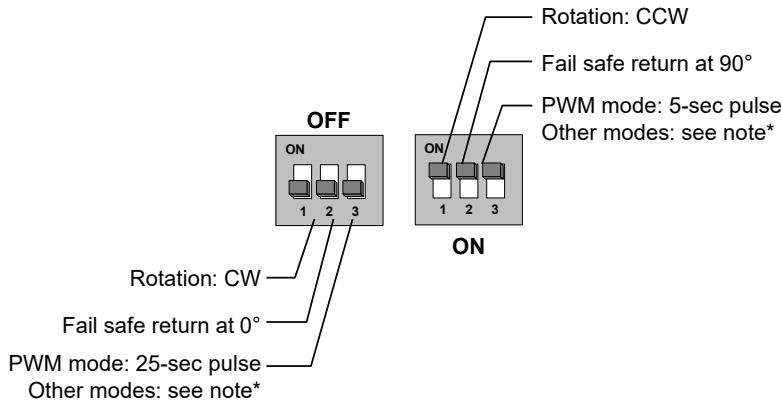 Rotation: CCW
Fail safe return at 90°
PWM mode: 5-sec pulse
Other modes: see note*
OFF
ON
1 2 3
ON
1 2 3
ON
Rotation: CW
Fail safe return at 0°
PWM mode: 25-sec pulse
Other modes: see note*